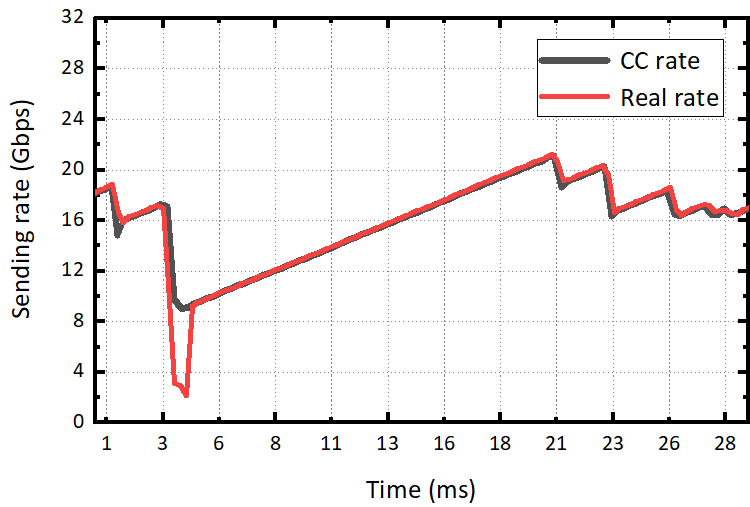 32
28
24
20
16
12
8
4
0
Sending rate (Gbps)
CC rate
Real rate
1 3 6 8 11 13 16 18 21 23 26 28
Time (ms)